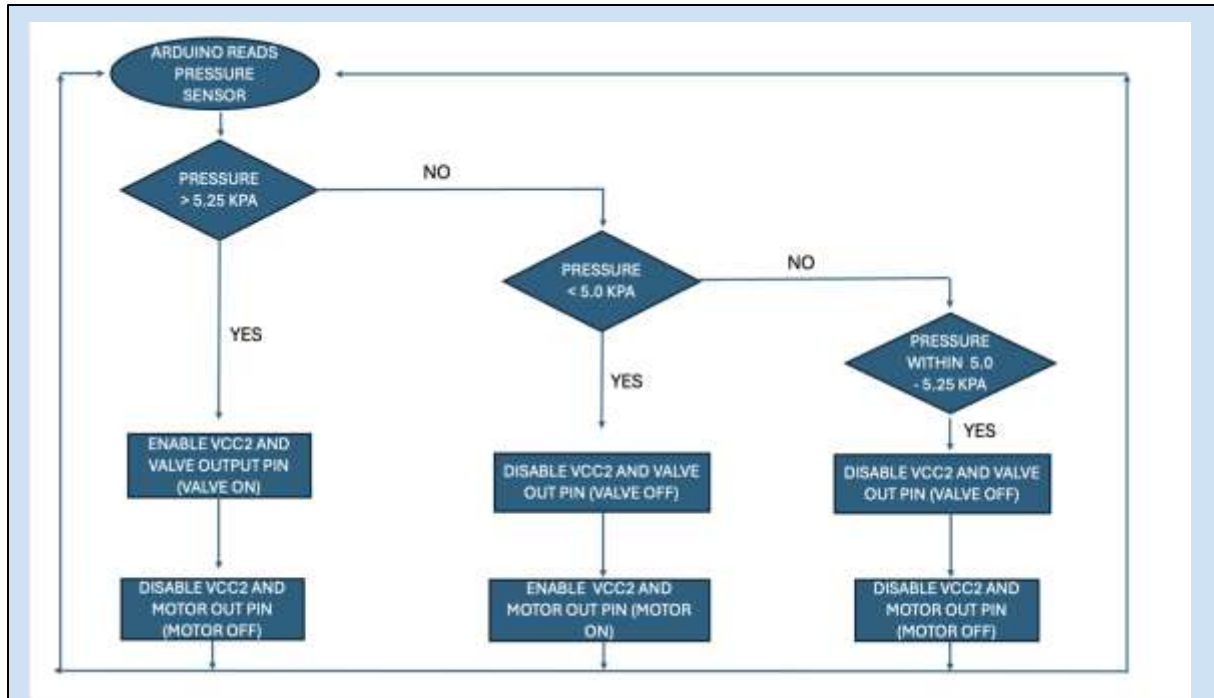 ARDUINO READS
PRESSURE
SENSOR
PRESSURE
> 5.25 KPA
NO
PRESSURE
< 5.0 KPA
NO
PRESSURE
WITHIN 5.0
- 5.25 KPA
YES
YES
YES
ENABLE VCC2 AND
VALVE OUTPUT PIN
(VALVE ON)
DISABLE VCC2 AND VALVE
OUT PIN (VALVE OFF)
DISABLE VCC2 AND VALVE
OUT PIN (VALVE OFF)
DISABLE VCC2 AND
MOTOR OUT PIN
(MOTOR OFF)
ENABLE VCC2 AND
MOTOR OUT PIN (MOTOR
ON)
DISABLE VCC2 AND
MOTOR OUT PIN
(MOTOR OFF)